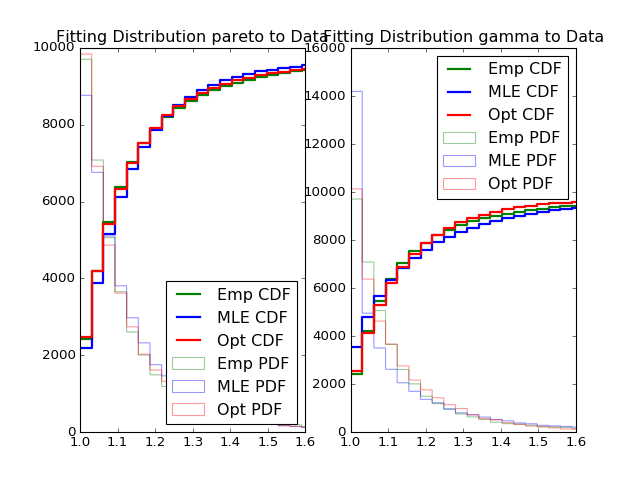 Fitting Distribution pareto to Data
10000
8000
6000
4000
2000
0
1.0 1.1 1.2 1.3 1.4 1.5 1.6
Emp CDF
MLE CDF
Opt CDF
Emp PDF
MLE PDF
Opt PDF
Fitting Distribution gamma to Data
16000
14000
12000
10000
8000
6000
4000
2000
0
1.0 1.1 1.2 1.3 1.4 1.5 1.6
Emp CDF
MLE CDF
Opt CDF
Emp PDF
MLE PDF
Opt PDF